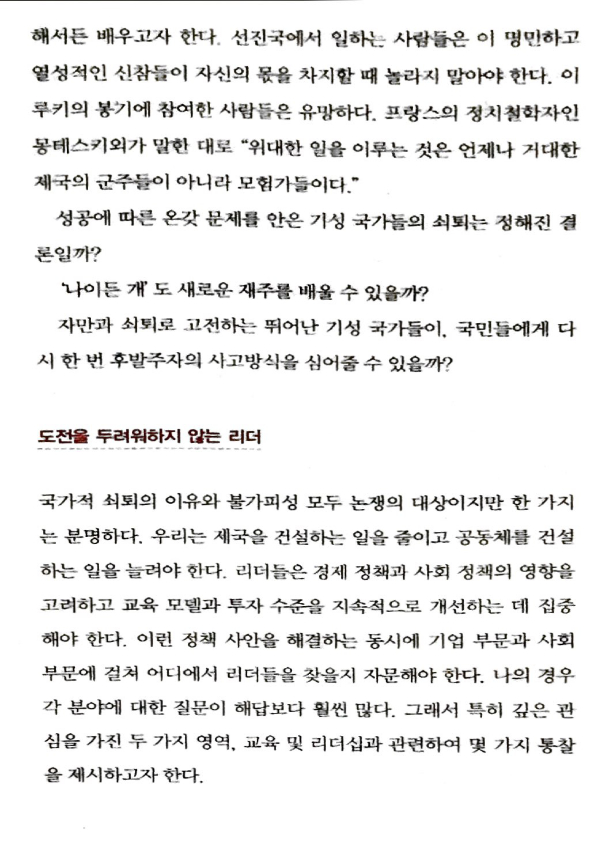 해서든 배우고자 한다. 선진국에서 일하는 사람들은 이 명민하고
열성적인 신참들이 자신의 몫을 차지할 때 놀라지 말아야 한다. 이
루키의 봉기에 참여한 사람들은 유망하다. 프랑스의 정치철학자인
몽테스키외가 말한 대로 “위대한 일을 이루는 것은 언제나 거대한
제국의 군주들이 아니라 모험가들이다.”
성공에 따른 온갖 문제를 안은 기성 국가들의 쇠퇴는 정해진 결
론일까?
‘나이든 개’ 도 새로운 재주를 배울 수 있을까?
자만과 쇠퇴로 고전하는 뛰어난 기성 국가들이, 국민들에게 다
시 한 번 후발주자의 사고방식을 심어줄 수 있을까?
도전을 두려워하지 않는 리더
국가적 쇠퇴의 이유와 불가피성 모두 논쟁의 대상이지만 한 가지
는 분명하다. 우리는 제국을 건설하는 일을 줄이고 공동체를 건설
하는 일을 늘려야 한다. 리더들은 경제 정책과 사회 정책의 영향을
고려하고 교육 모델과 투자 수준을 지속적으로 개선하는 데 집중
해야 한다. 이런 정책 사안을 해결하는 동시에 기업 부문과 사회
부문에 걸쳐 어디에서 리더들을 찾을지 자문해야 한다. 나의 경우
각 분야에 대한 질문이 해답보다 훨씬 많다. 그래서 특히 깊은 관
심을 가진 두 가지 영역, 교육 및 리더십과 관련하여 몇 가지 통찰
을 제시하고자 한다.